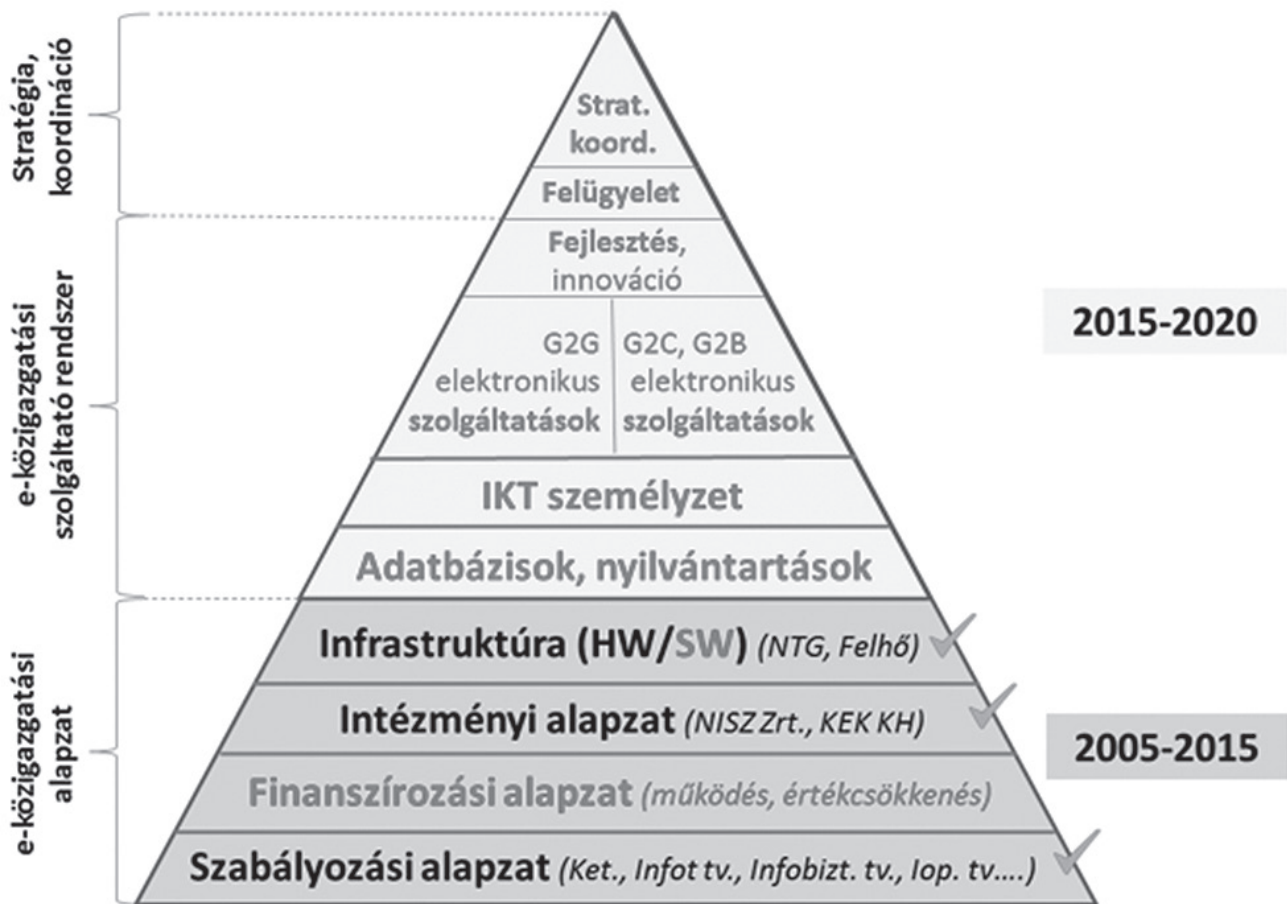 Stratégia,
koordináció
Strat.
koord.
Felügyelet
e-közigazgatási
szolgáltató rendszer
Fejlesztés,
innováció
G2G
elektronikus
szolgáltatások
G2C, G2B
elektronikus
szolgáltatások
IKT személyzet
Adatbázisok, nyilvántartások
2015-2020
e-közigazgatási
alapzat
Infrastruktúra (HW/SW) (NTG, Felhő)
Intézményi alapzat (NISZ Zrt., KEK KH)
Finanszírozási alapzat (működés, értékcsökkenés)
Szabályozási alapzat (Ket., Infot tv., Infobizt. tv., Iop. tv....)
2005-2015